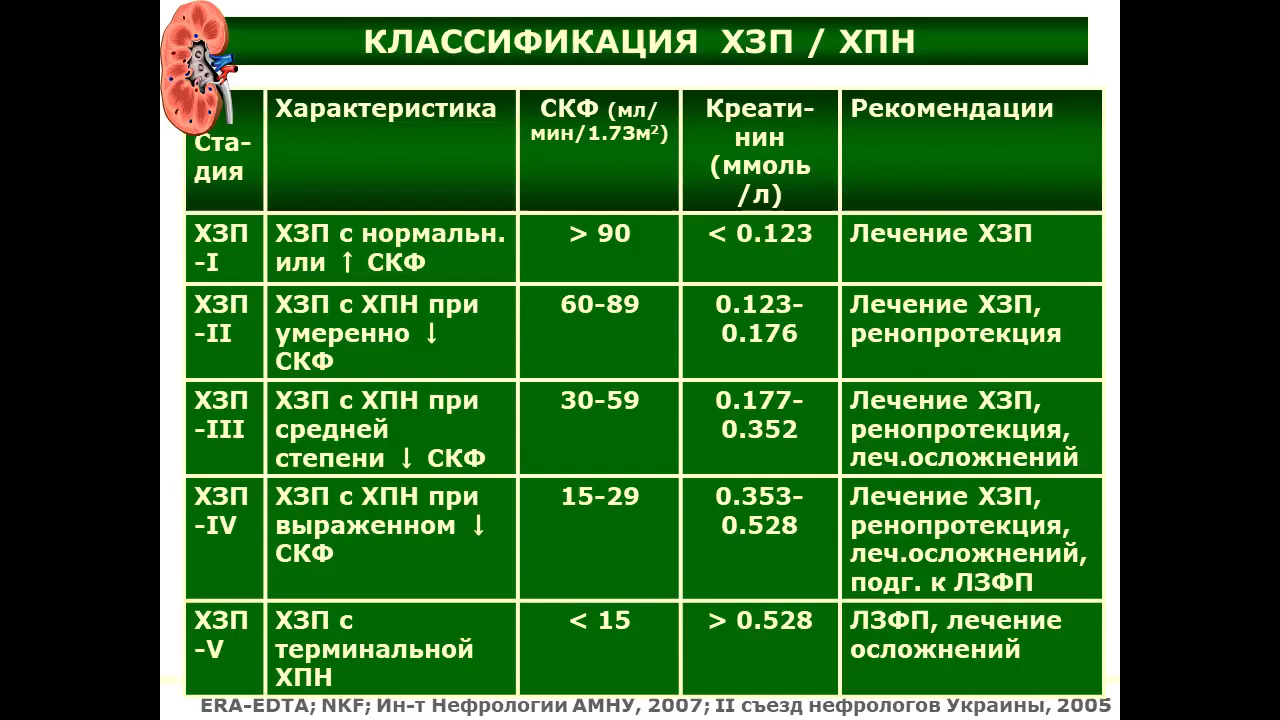 КЛАССИФИКАЦИЯ ХЗП / ХПН
Ста-
дия
Характеристика
СКФ (мл/
мин/1.73м²)
Креати-
нин
(ммоль
/л)
Рекомендации
ХЗП
-I
ХЗП с нормальн.
или ↑ СКФ
> 90
< 0.123
Лечение ХЗП
ХЗП
-II
ХЗП с ХПН при
умеренно ↓
СКФ
60-89
0.123-
0.176
Лечение ХЗП,
ренопротекция
ХЗП
-III
ХЗП с ХПН при
средней
степени ↓ СКФ
30-59
0.177-
0.352
Лечение ХЗП,
ренопротекция,
леч.осложнений
ХЗП
-IV
ХЗП с ХПН при
выраженном ↓
СКФ
15-29
0.353-
0.528
Лечение ХЗП,
ренопротекция,
леч.осложнений,
подг. к ЛЗФП
ХЗП
-V
ХЗП с
терминальной
ХПН
< 15
> 0.528
ЛЗФП, лечение
осложнений
ERA-EDTA; NKF; Ин-т Нефрологии АМНУ, 2007; II съезд нефрологов Украины, 2005